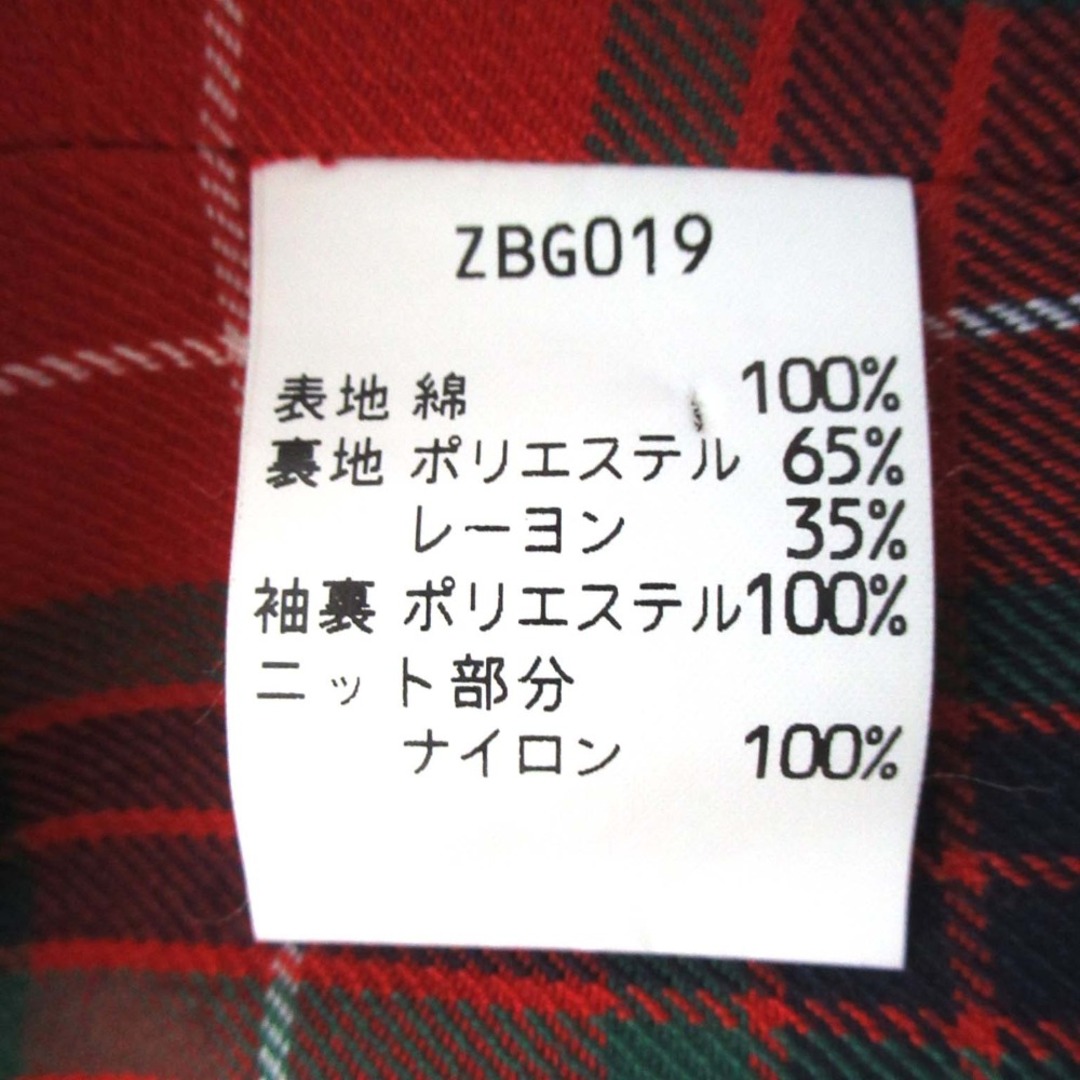 ZBG019
表地 綿 100%
裏地 ポリエステル 65%
レーヨン 35%
袖裏 ポリエステル100%
ニット部分
ナイロン 100%